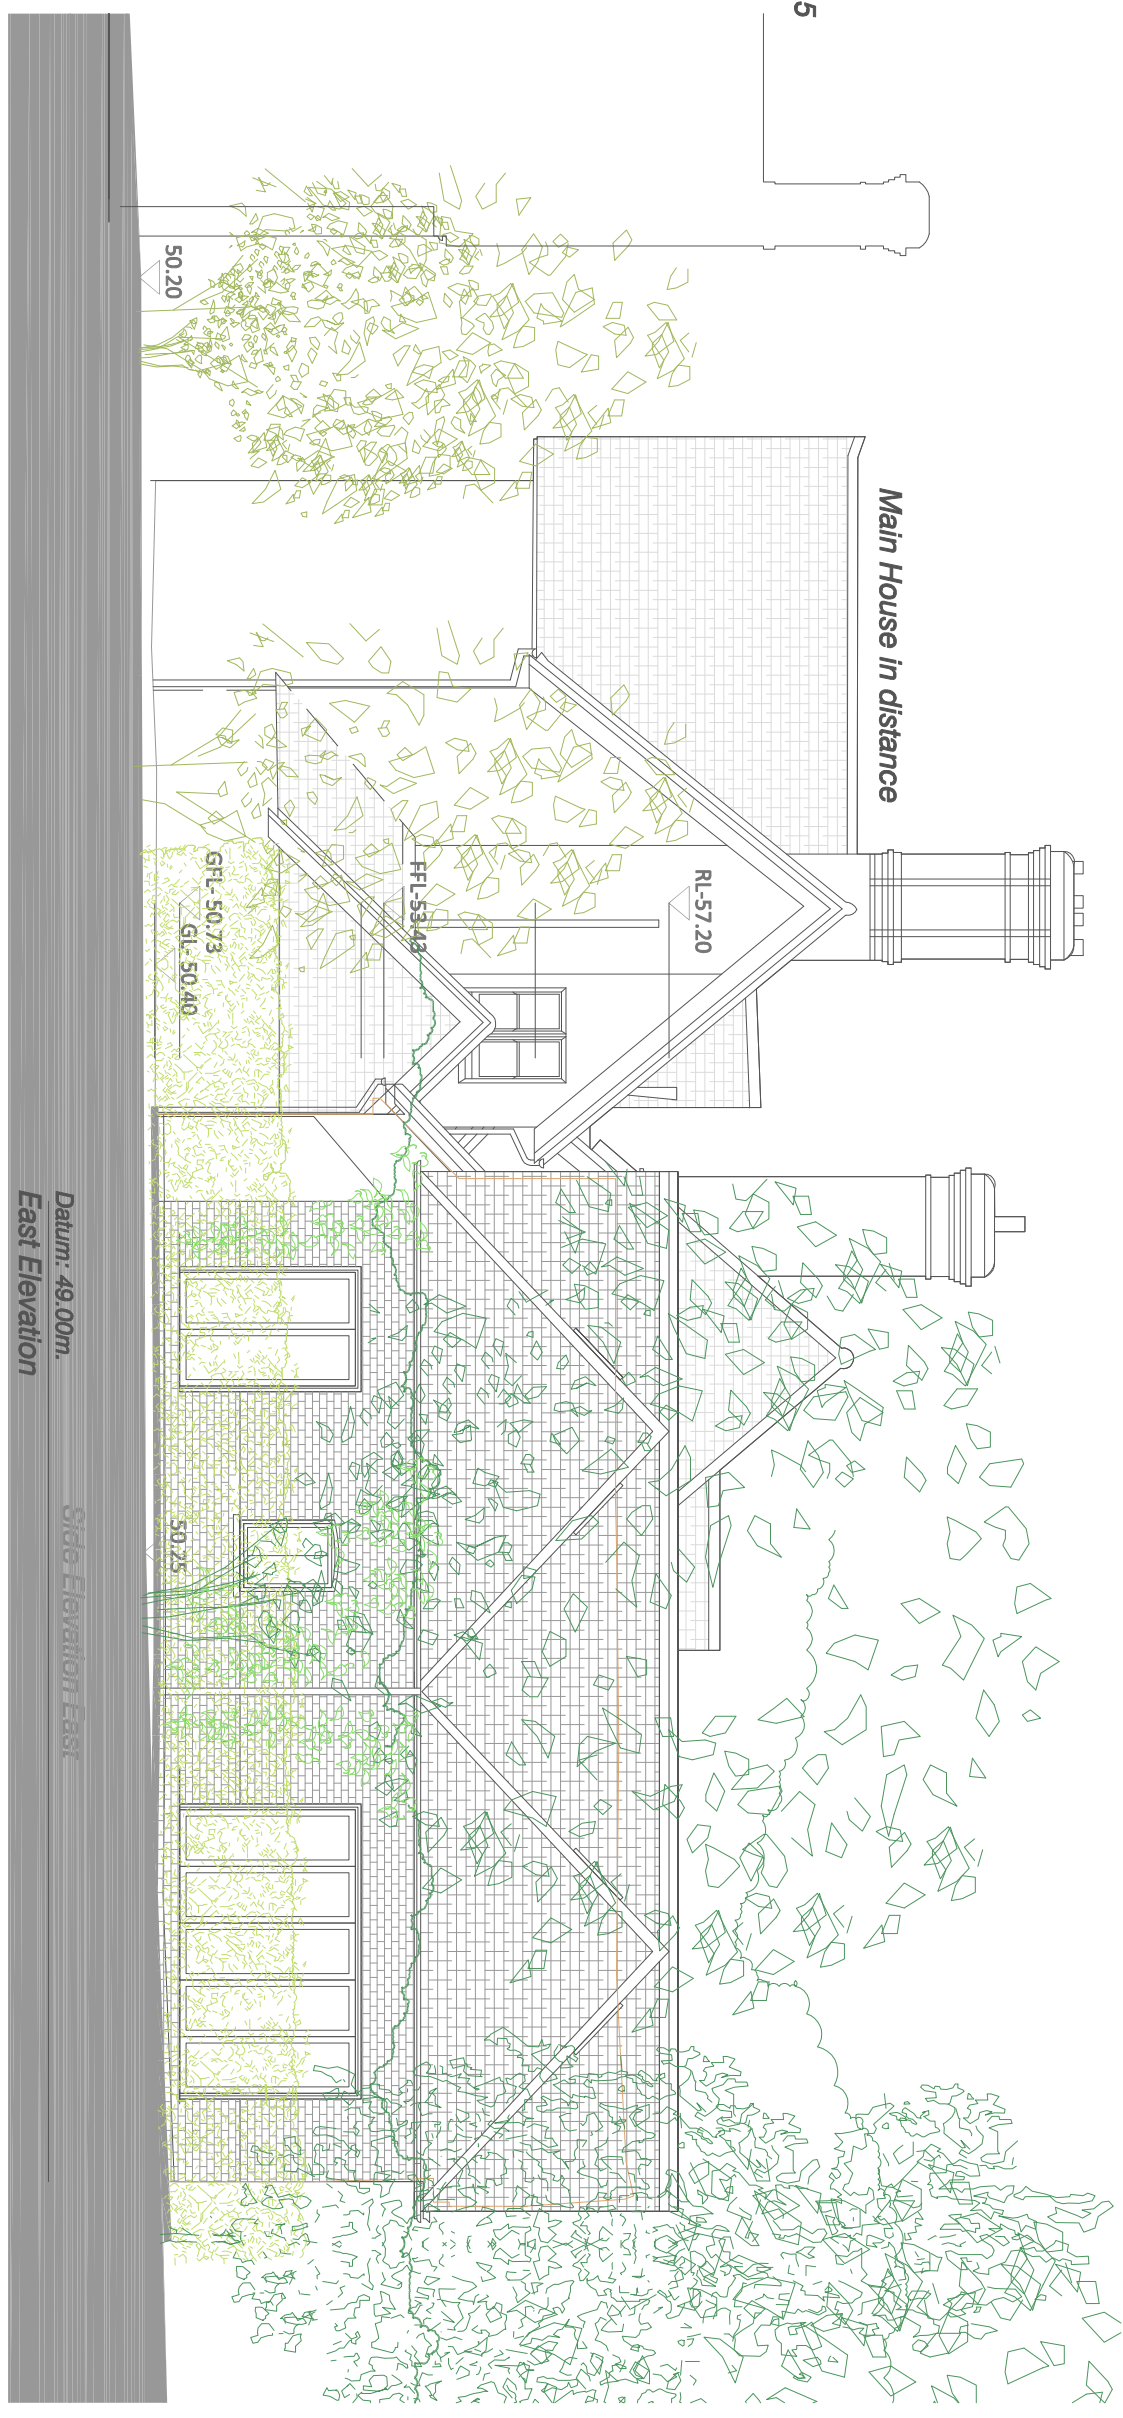 5
Main House in distance
RL-57.20
FFL-53.43
GFL- 50.73
GL- 50.40
50.20
50.25
Datum: 49.00m.
East Elevation
Side Elevation East